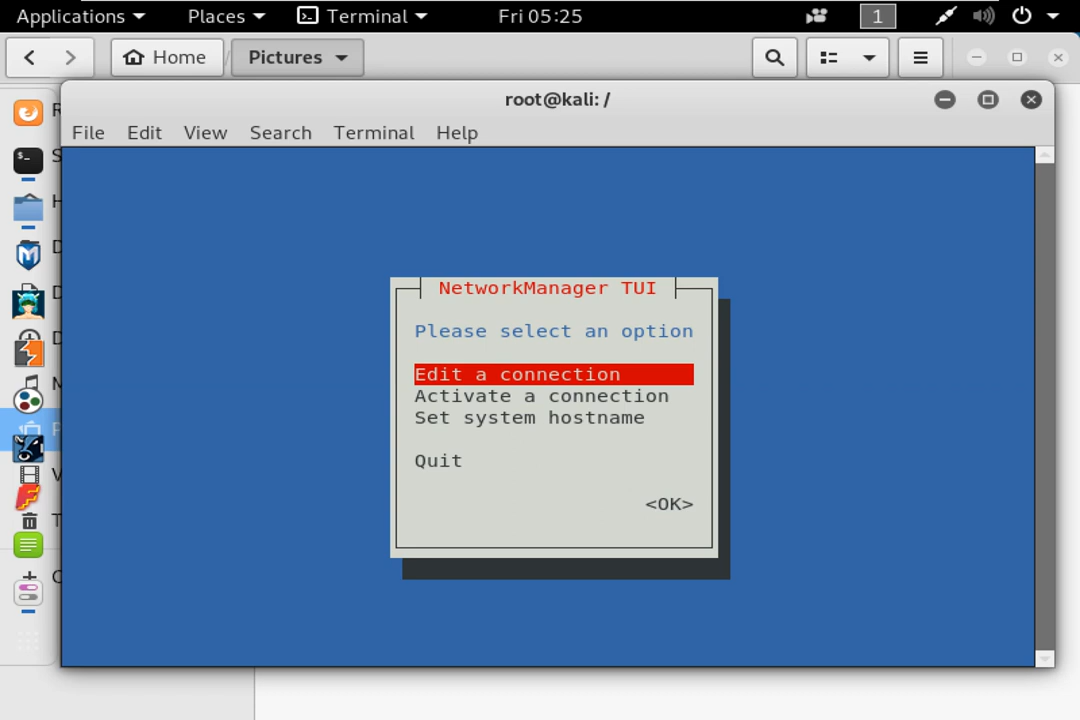 Applications Places Terminal Fri 05:25 1
Home Pictures
root@kali: /
File Edit View Search Terminal Help
NetworkManager TUI
Please select an option
Edit a connection
Activate a connection
Set system hostname
Quit
<OK>